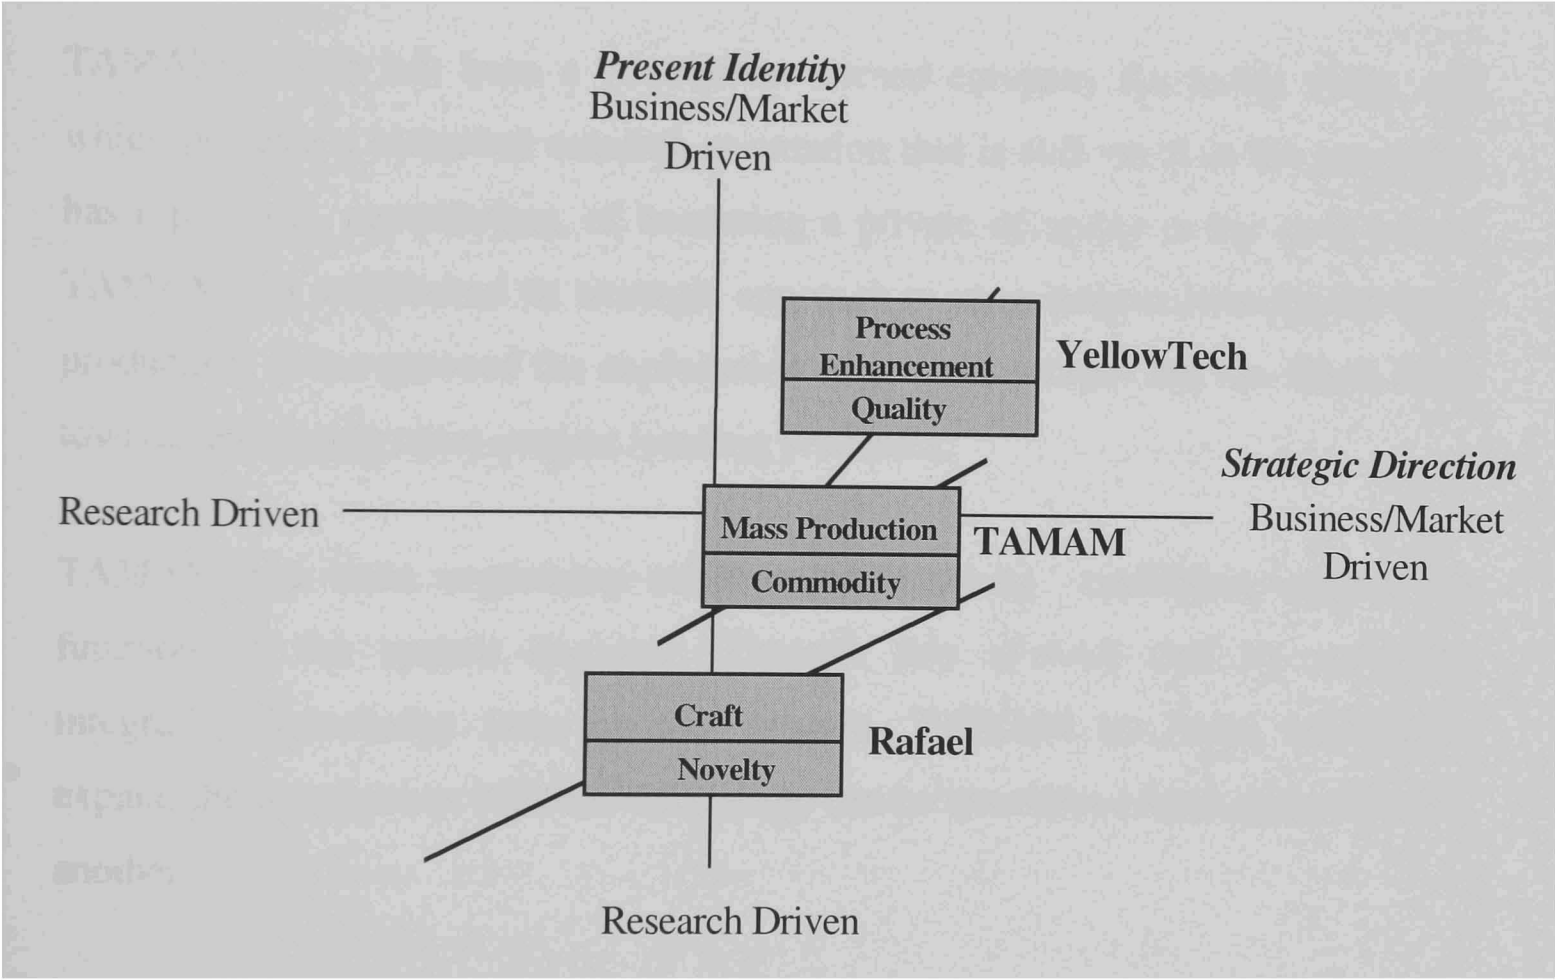 Present Identity
Business/Market
Driven
Process
Enhancement
Quality
YellowTech
Strategic Direction
Business/Market
Driven
Research Driven
Mass Production
Commodity
TAMAM
Craft
Novelty
Rafael
Research Driven